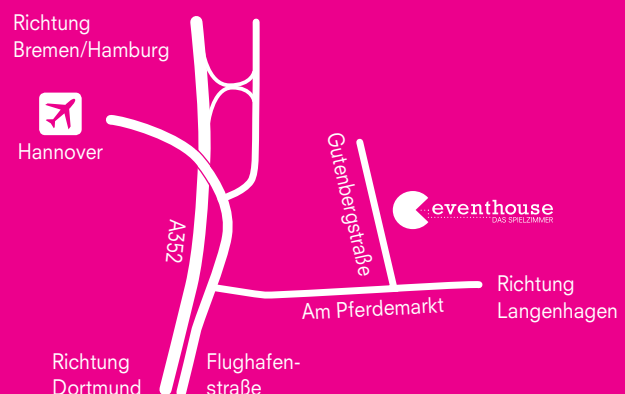 Richtung
Bremen/Hamburg
Hannover
A352
Gutenbergstraße
eventhouse
DAS SPIELZIMMER
Am Pferdemarkt
Richtung
Langenhagen
Richtung
Dortmund
Flughafen-
straße